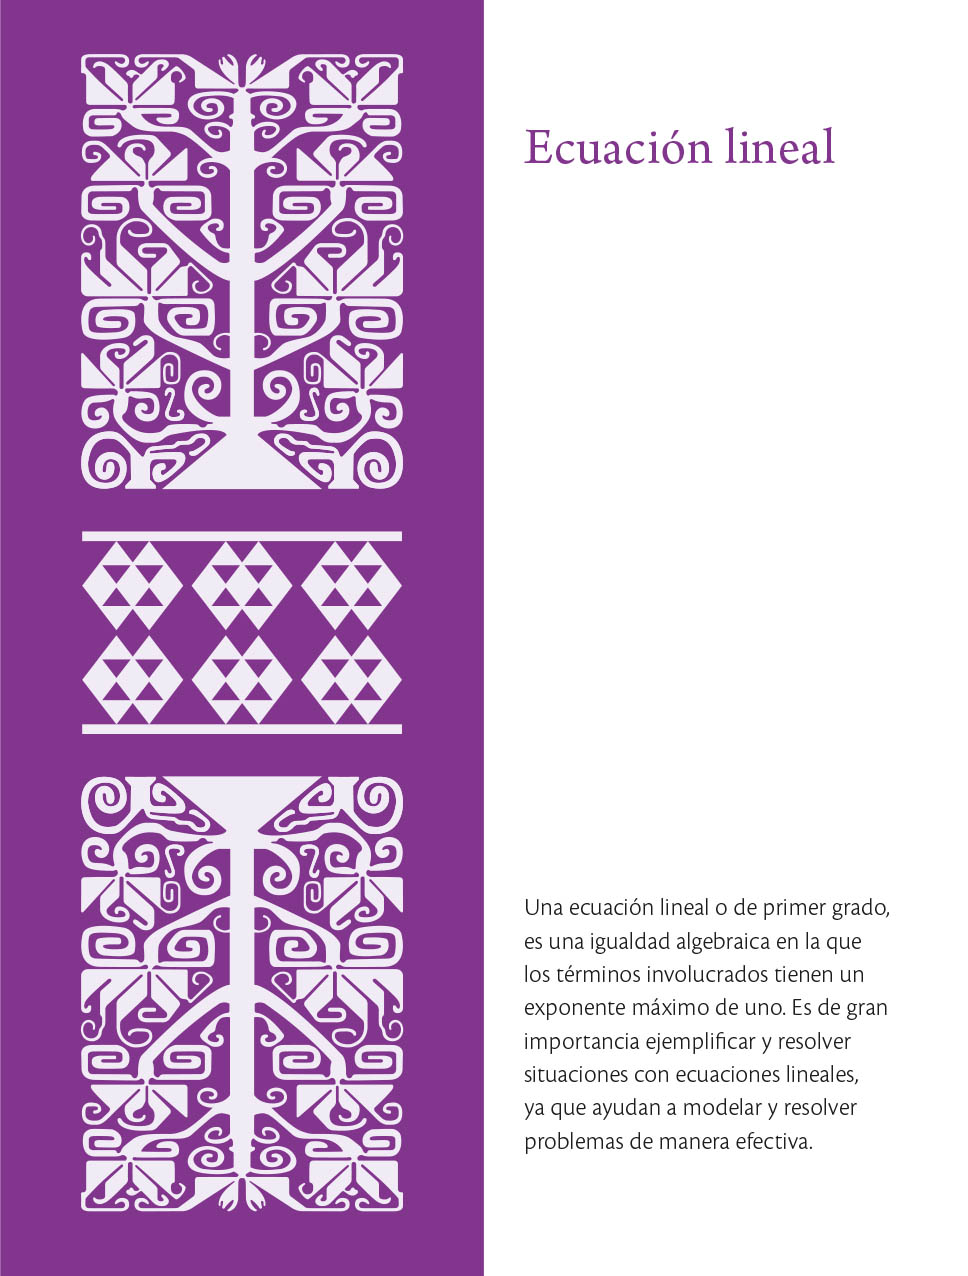 Ecuación lineal
Una ecuación lineal o de primer grado,
es una igualdad algebraica en la que
los términos involucrados tienen un
exponente máximo de uno. Es de gran
importancia ejemplificar y resolver
situaciones con ecuaciones lineales,
ya que ayudan a modelar y resolver
problemas de manera efectiva.